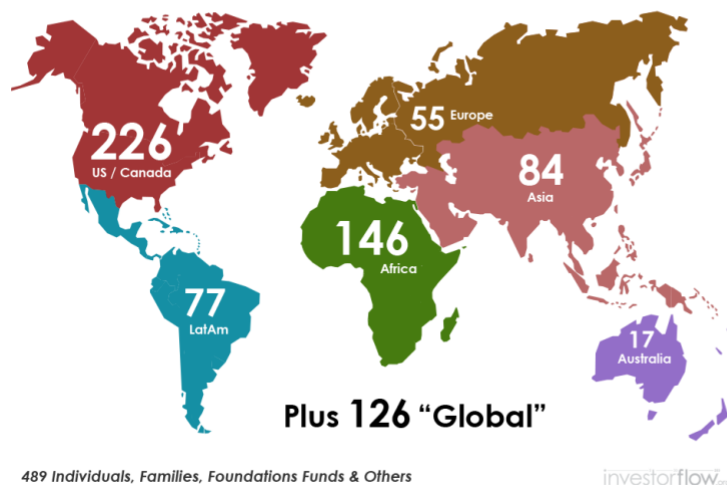 226
US / Canada
55 Europe
84
Asia
146
Africa
77
LatAm
17
Australia
Plus 126 “Global”
489 Individuals, Families, Foundations Funds & Others
investorflow